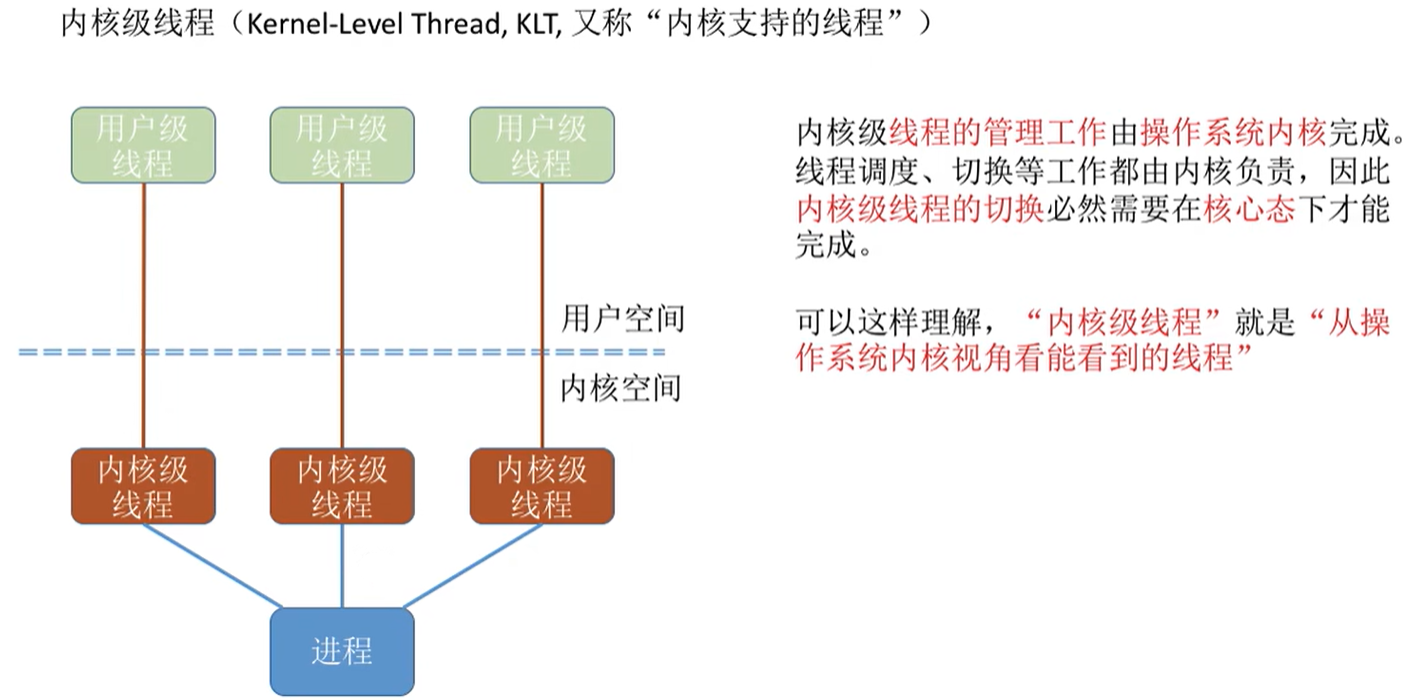 内核级线程（Kernel-Level Thread, KLT, 又称“内核支持的线程”）
用户级
线程
用户级
线程
用户级
线程
用户空间
内核空间
内核级
线程
内核级
线程
内核级
线程
进程
内核级线程的管理工作由操作系统内核完成。
线程调度、切换等工作都由内核负责，因此
内核级线程的切换必然需要在核心态下才能
完成。
可以这样理解，“内核级线程”就是“从操
作系统内核视角看能看到的线程”